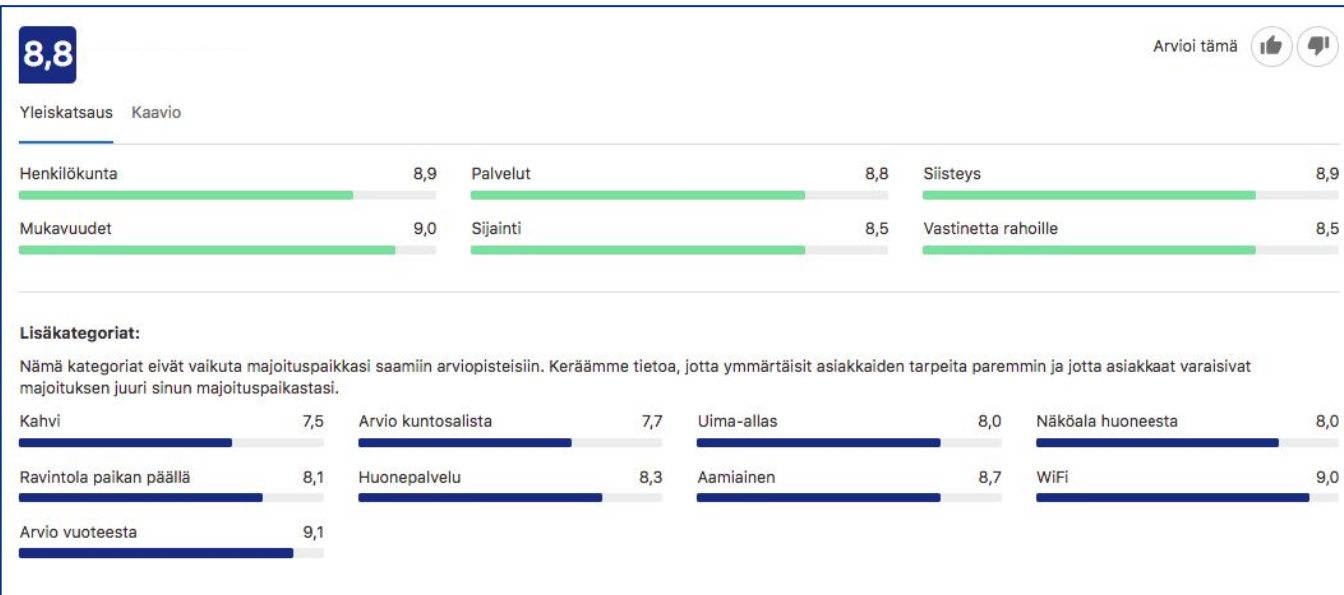 8,8
Arvioi tämä
Yleiskatsaus Kaavio
Henkilökunta 8,9 Palvelut 8,8 Siisteys 8,9
Mukavuudet 9,0 Sijainti 8,5 Vastinetta rahoille 8,5
Lisäkategoriat:
Nämä kategoriat eivät vaikuta majoituspaikkasi saamiin arviopisteisiin. Keräämme tietoa, jotta ymmärtäisit asiakkaiden tarpeita paremmin ja jotta asiakkaat varaisivat
majoituksen juuri sinun majoituspaikastasi.
Kahvi 7,5 Arvio kuntosalista 7,7 Uima-allas 8,0 Näköala huoneesta 8,0
Ravintola paikan päällä 8,1 Huonepalvelu 8,3 Aamiainen 8,7 WiFi 9,0
Arvio vuoteesta 9,1